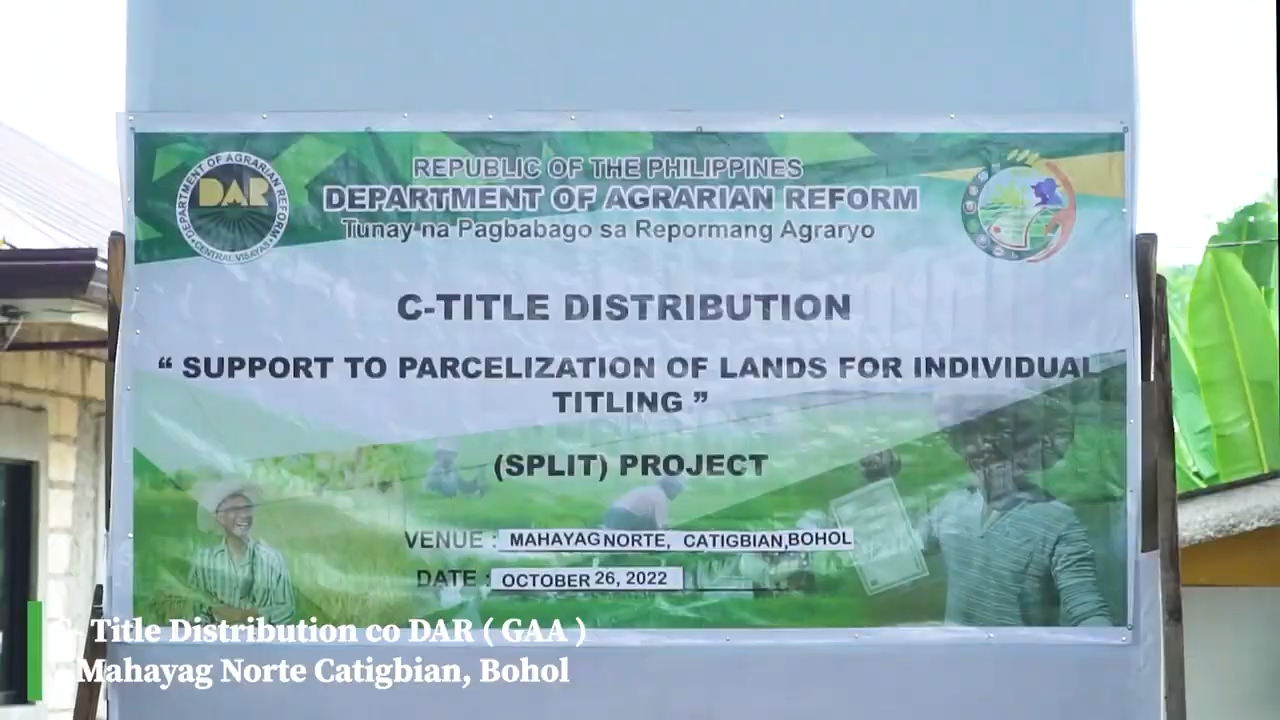 DEPARTMENT OF AGRARIAN REFORM
DAR
CENTRAL VISAYAS
REPUBLIC OF THE PHILIPPINES
DEPARTMENT OF AGRARIAN REFORM
Tunay na Pagbabago sa Repormang Agraryo
C-TITLE DISTRIBUTION
“ SUPPORT TO PARCELIZATION OF LANDS FOR INDIVIDUAL
TITLING ”
(SPLIT) PROJECT
VENUE : MAHAYAG NORTE, CATIGBIAN,BOHOL
DATE : OCTOBER 26, 2022
Title Distribution co DAR ( GAA )
Mahayag Norte Catigbian, Bohol